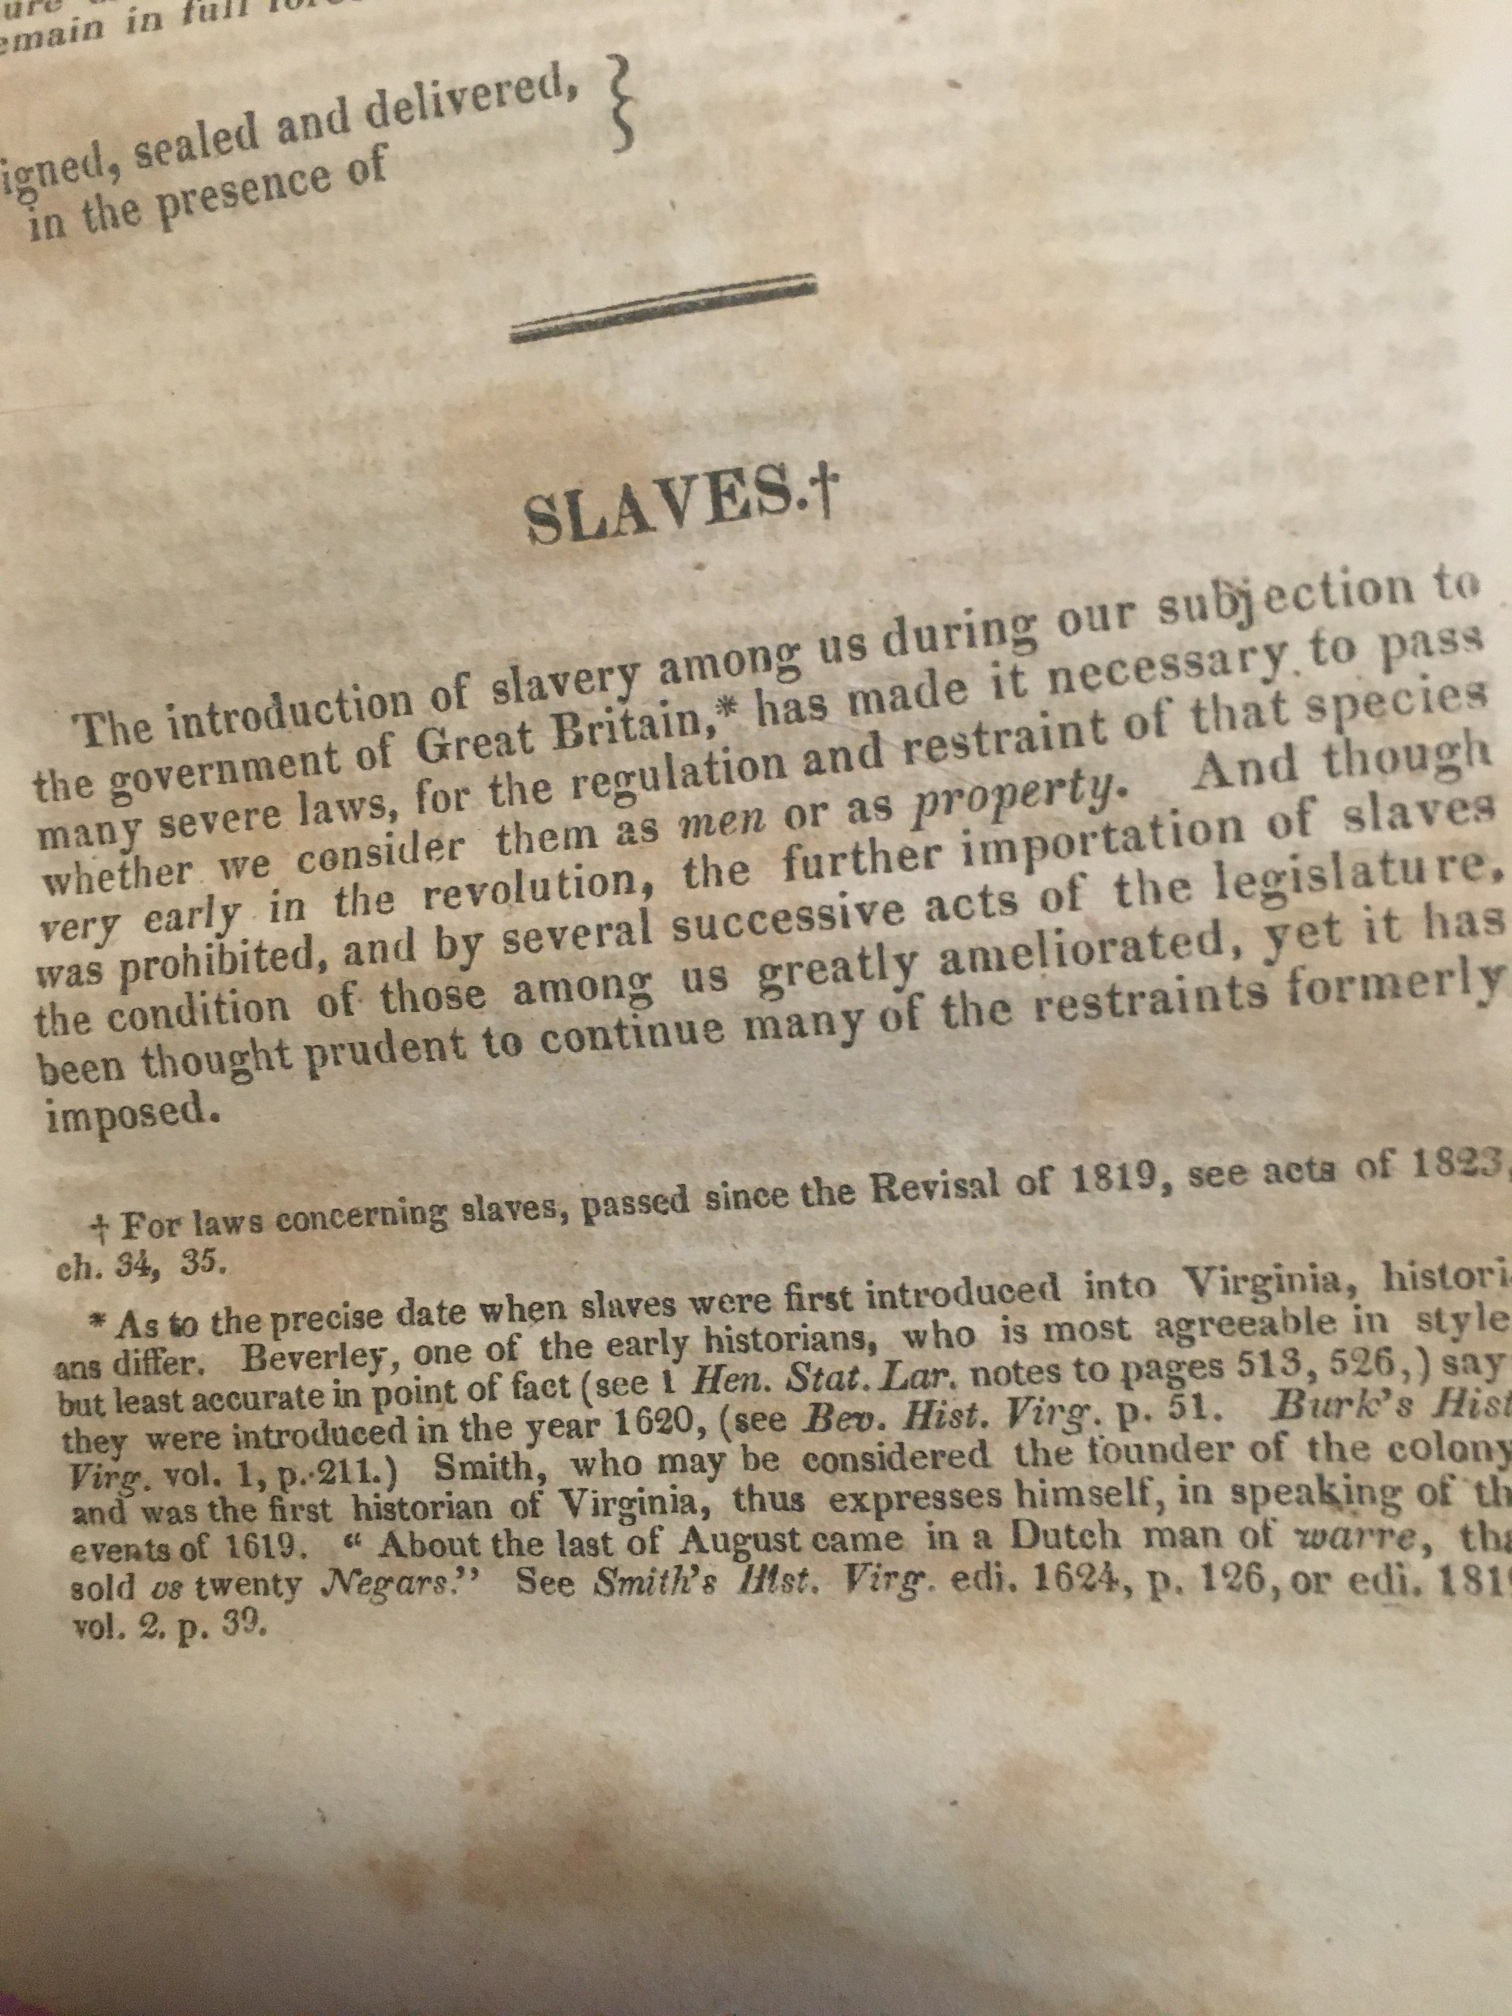 emain in full
igned, sealed and delivered, }
in the presence of
SLAVES.†
The introduction of slavery among us during our subjection to
the government of Great Britain,* has made it necessary to pass
many severe laws, for the regulation and restraint of that species
whether we consider them as men or as property. And though
very early in the revolution, the further importation of slaves
was prohibited, and by several successive acts of the legislature,
the condition of those among us greatly ameliorated, yet it has
been thought prudent to continue many of the restraints formerly
imposed.
† For laws concerning slaves, passed since the Revisal of 1819, see acts of 1823,
ch. 34, 35.
* As to the precise date when slaves were first introduced into Virginia, histori-
ans differ. Beverley, one of the early historians, who is most agreeable in style
but least accurate in point of fact (see 1 Hen. Stat. Lar. notes to pages 513, 526,) say
they were introduced in the year 1620, (see Bev. Hist. Virg. p. 51. Burk's Hist
Virg. vol. 1, p. 211.) Smith, who may be considered the founder of the colony
and was the first historian of Virginia, thus expresses himself, in speaking of th
events of 1619. "About the last of August came in a Dutch man of warre, tha
sold vs twenty Negars." See Smith's Hist. Virg. edi. 1624, p. 126, or edi. 181
vol. 2. p. 39.